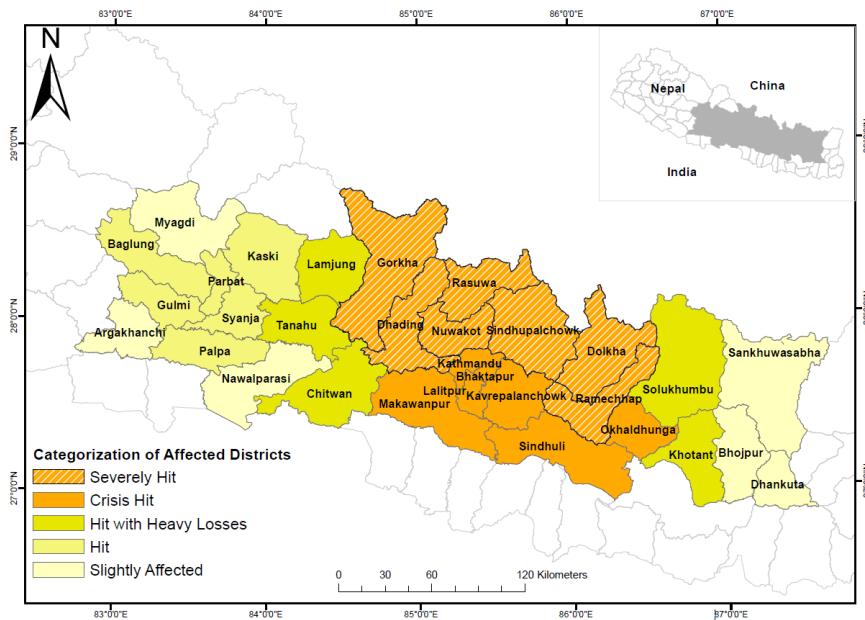 83°0'0"E 84°0'0"E 85°0'0"E 86°0'0"E 87°0'0"E
N
Nepal
China
India
29°0'0"N
28°0'0"N
27°0'0"N
Myagdi
Baglung
Kaski
Lamjung
Gorkha
Parbat
Rasuwa
Gulmi
Syanja
Tanahu
Dhading
Nuwakot
Sindhupalchowk
Argakhanchi
Palpa
Dolkha
Sankhuwasabha
Kathmandu
Nawalparasi
Bhaktapur
Chitwan
Lalitpur
Solukhumbu
Makawanpur
Kavrepalanchowk
Ramechhap
Okhaldhunga
Sindhuli
Khotant
Bhojpur
Dhankuta
Categorization of Affected Districts
Severely Hit
Crisis Hit
Hit with Heavy Losses
Hit
Slightly Affected
0 30 60 120 Kilometers
83°0'0"E 84°0'0"E 85°0'0"E 86°0'0"E 87°0'0"E